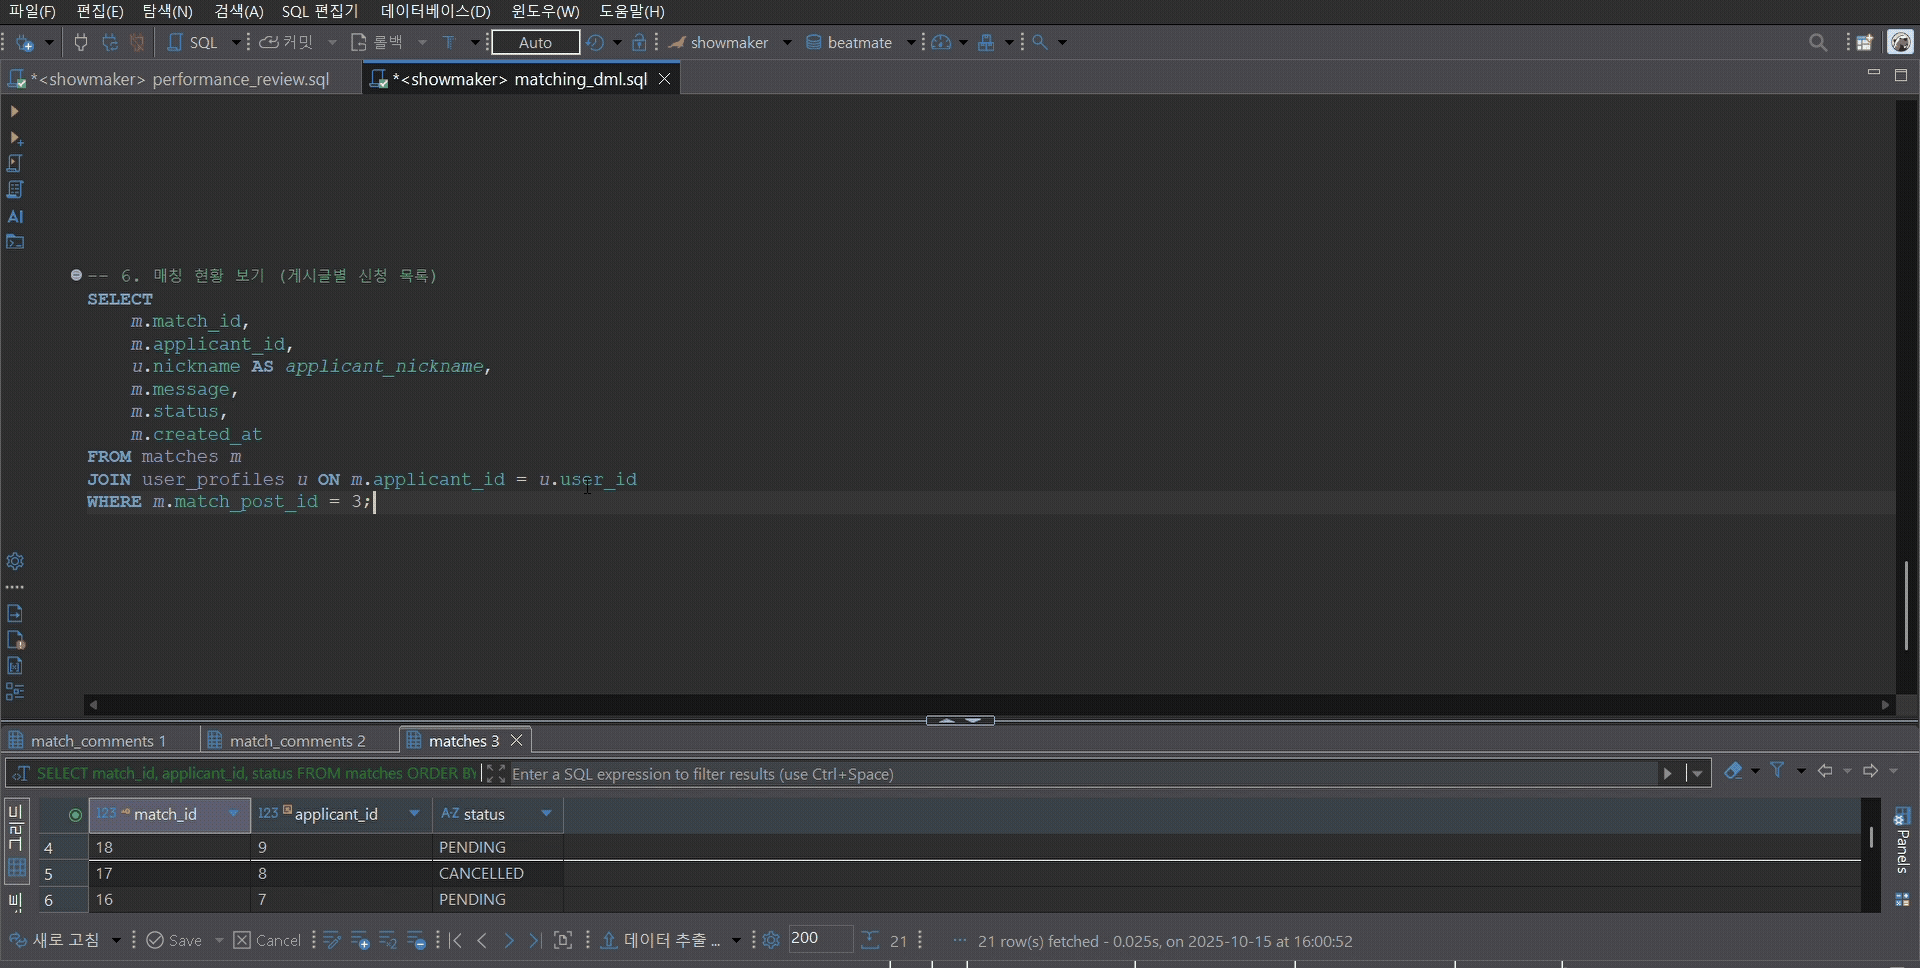 파일(F) 편집(E) 탐색(N) 검색(A) SQL 편집기 데이터베이스(D) 윈도우(W) 도움말(H)
SQL 커밋 롤백 T Auto showmaker beatmate
*<showmaker> performance_review.sql *<showmaker> matching_dml.sql
AI
-- 6. 매칭 현황 보기 (게시글별 신청 목록)
SELECT
m.match_id,
m.applicant_id,
u.nickname AS applicant_nickname,
m.message,
m.status,
m.created_at
FROM matches m
JOIN user_profiles u ON m.applicant_id = u.user_id
WHERE m.match_post_id = 3;
match_comments 1 match_comments 2 matches 3
SELECT match_id, applicant_id, status FROM matches ORDER BY Enter a SQL expression to filter results (use Ctrl+Space)
123 match_id 123 applicant_id A-Z status
4 18 9 PENDING
5 17 8 CANCELLED
6 16 7 PENDING
Panels
새로 고침 Save Cancel 데이터 추출 ... 200 21 21 row(s) fetched - 0.025s, on 2025-10-15 at 16:00:52